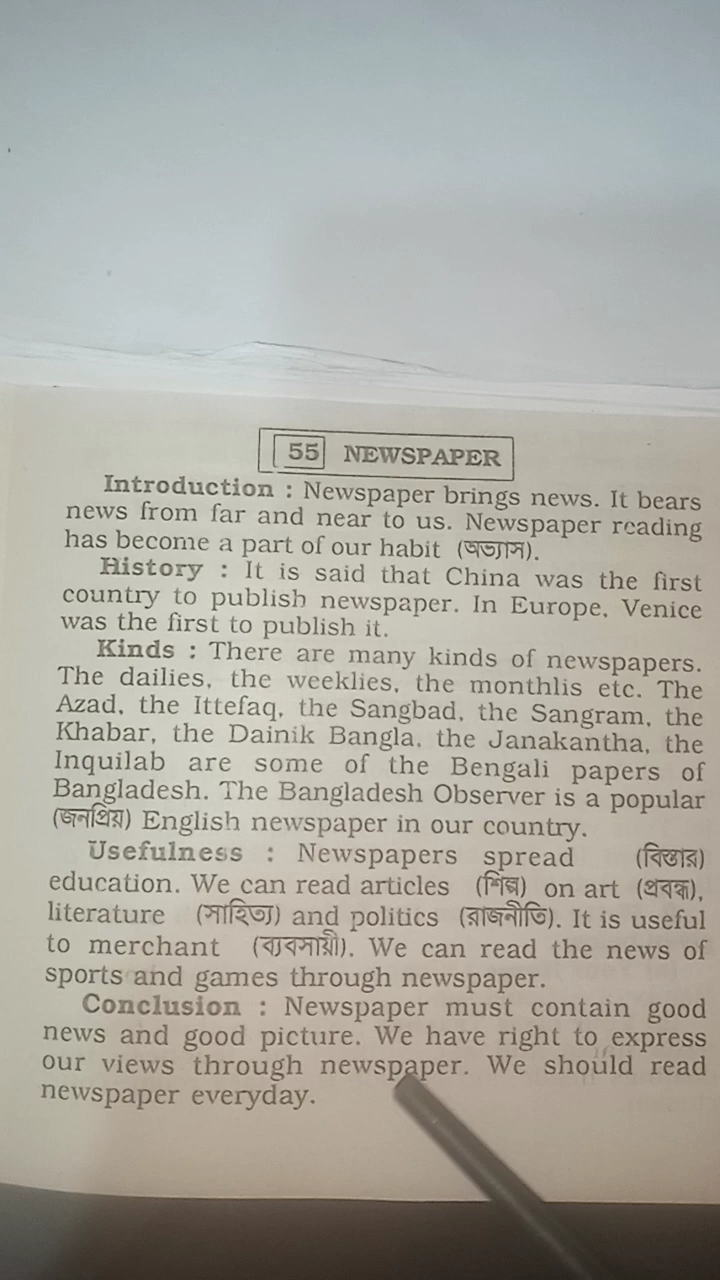 55 NEWSPAPER
Introduction : Newspaper brings news. It bears
news from far and near to us. Newspaper reading
has become a part of our habit (অভ্যাস).
History : It is said that China was the first
country to publish newspaper. In Europe, Venice
was the first to publish it.
Kinds : There are many kinds of newspapers.
The dailies, the weeklies, the monthlis etc. The
Azad, the Ittefaq, the Sangbad, the Sangram, the
Khabar, the Dainik Bangla, the Janakantha, the
Inquilab are some of the Bengali papers of
Bangladesh. The Bangladesh Observer is a popular
(জনপ্রিয়) English newspaper in our country.
Usefulness : Newspapers spread (বিস্তার)
education. We can read articles (শিল্প) on art (প্রবন্ধ),
literature (সাহিত্য) and politics (রাজনীতি). It is useful
to merchant (ব্যবসায়ী). We can read the news of
sports and games through newspaper.
Conclusion : Newspaper must contain good
news and good picture. We have right to express
our views through newspaper. We should read
newspaper everyday.